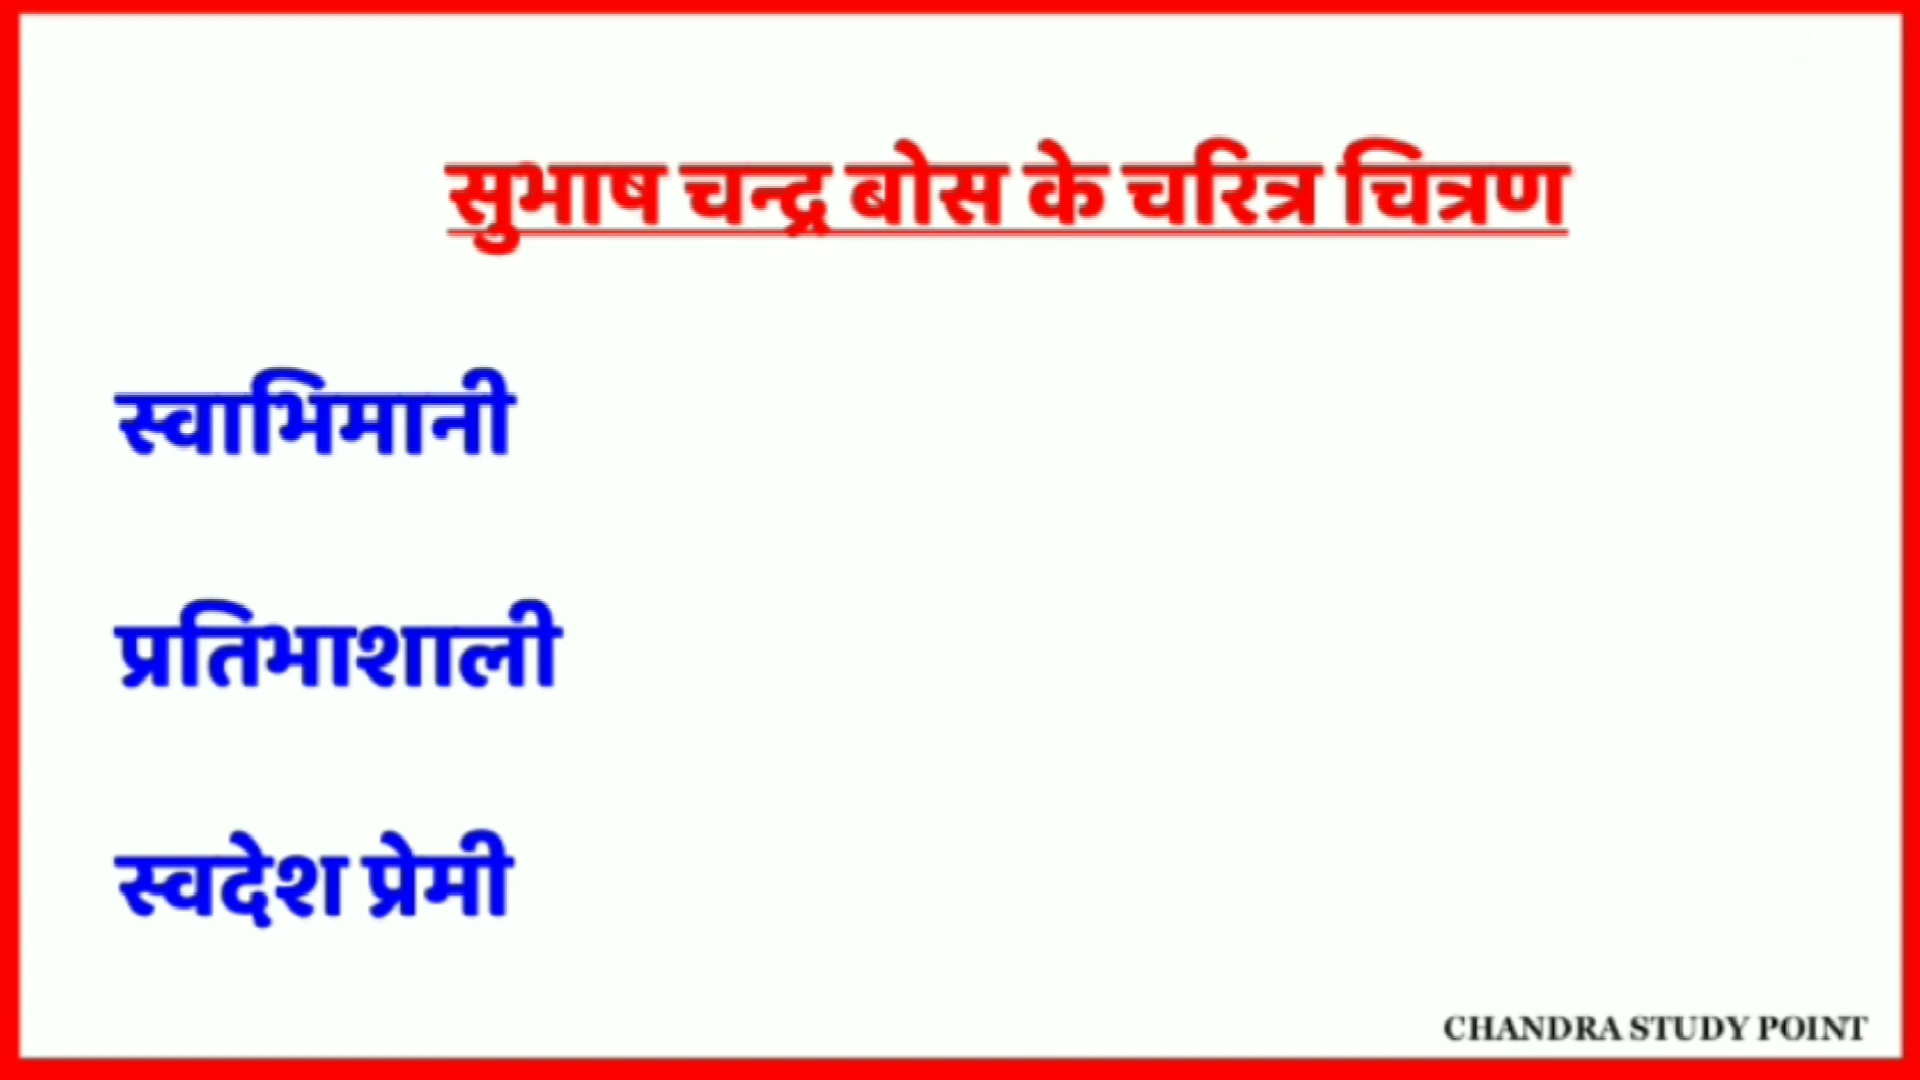 सुभाष चन्द्र बोस के चरित्र चित्रण
स्वाभिमानी
प्रतिभाशाली
स्वदेश प्रेमी
CHANDRA STUDY POINT